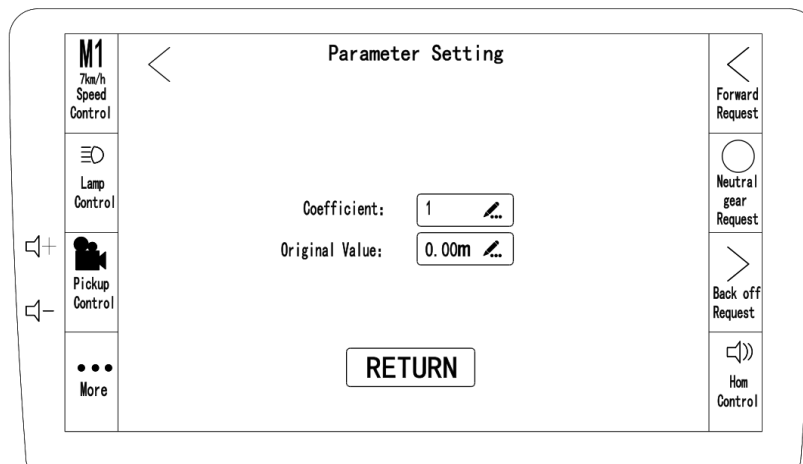 M1
7km/h
Speed
Control
Lamp
Control
Pickup
Control
More
Parameter Setting
Coefficient: 1
Original Value: 0.00m
RETURN
Forward
Request
Neutral
gear
Request
Back off
Request
Hom
Control